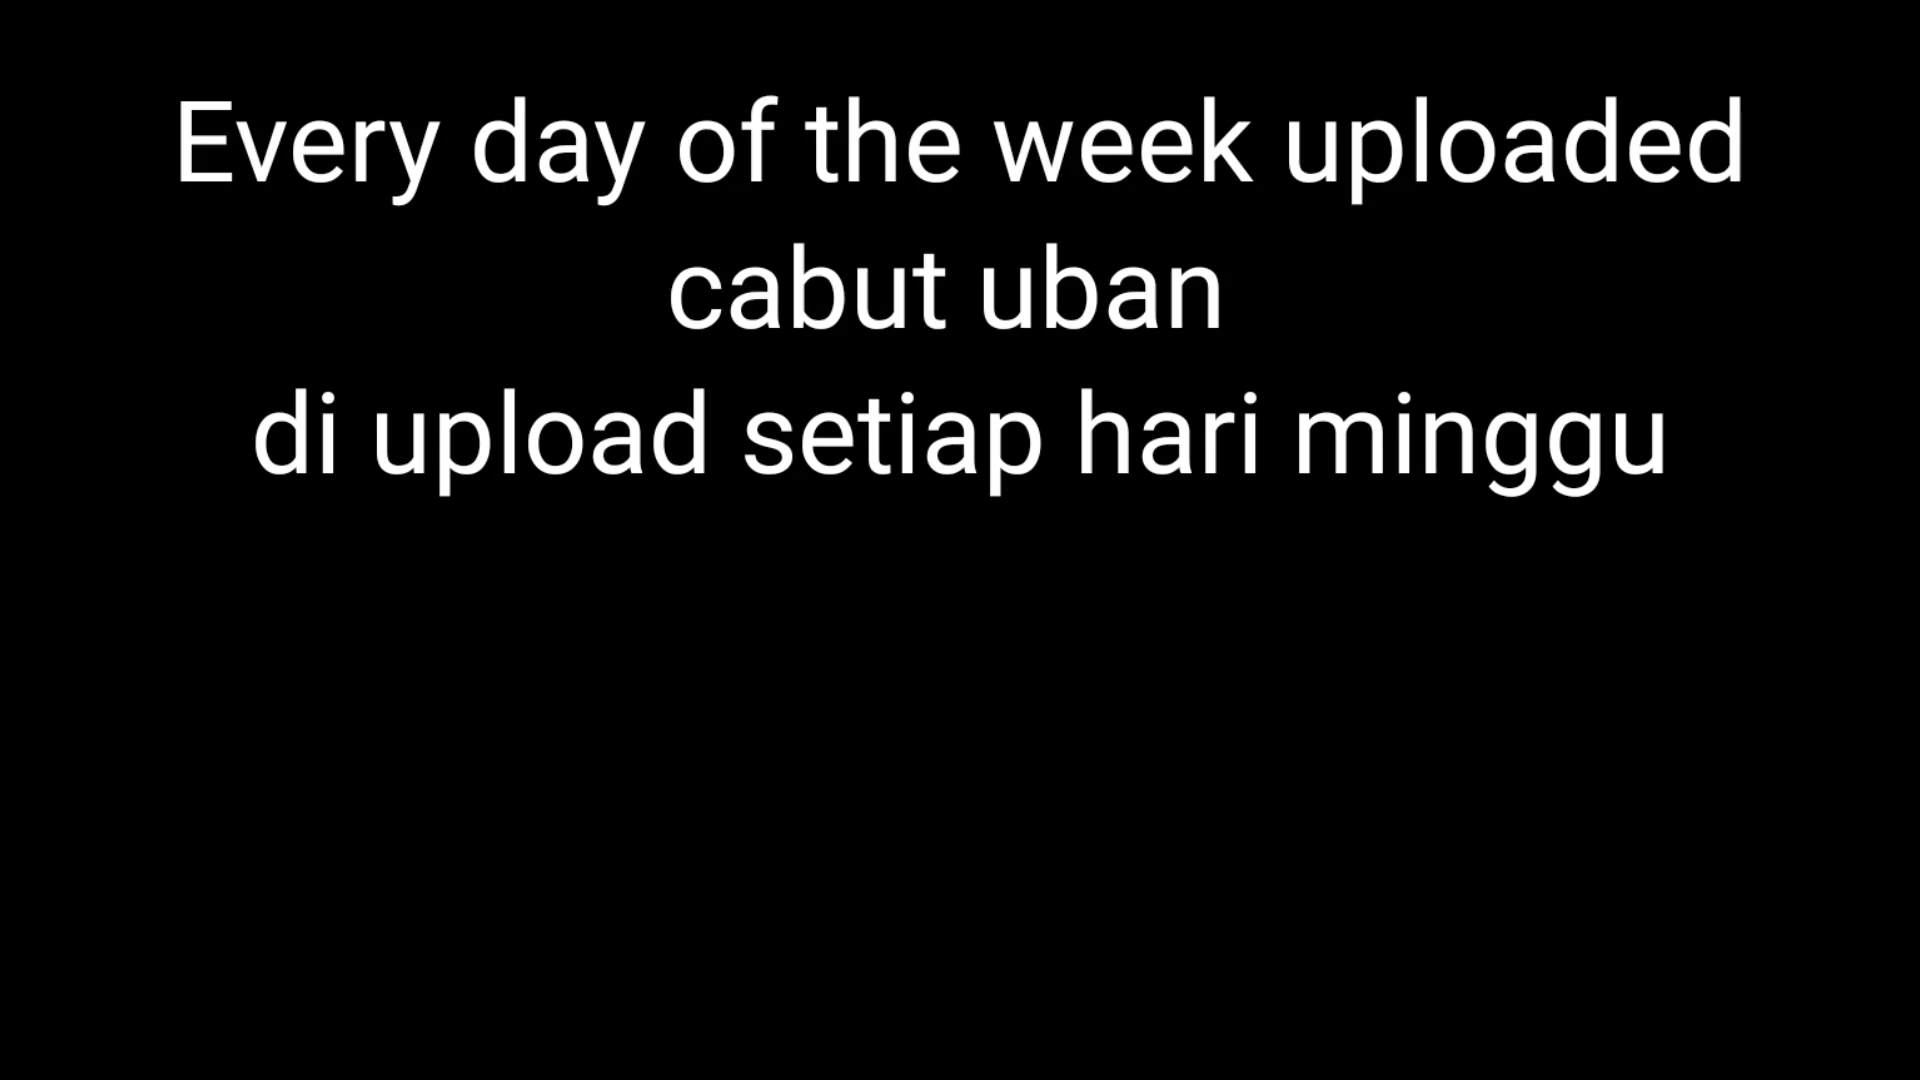 Every day of the week uploaded
cabut uban
di upload setiap hari minggu